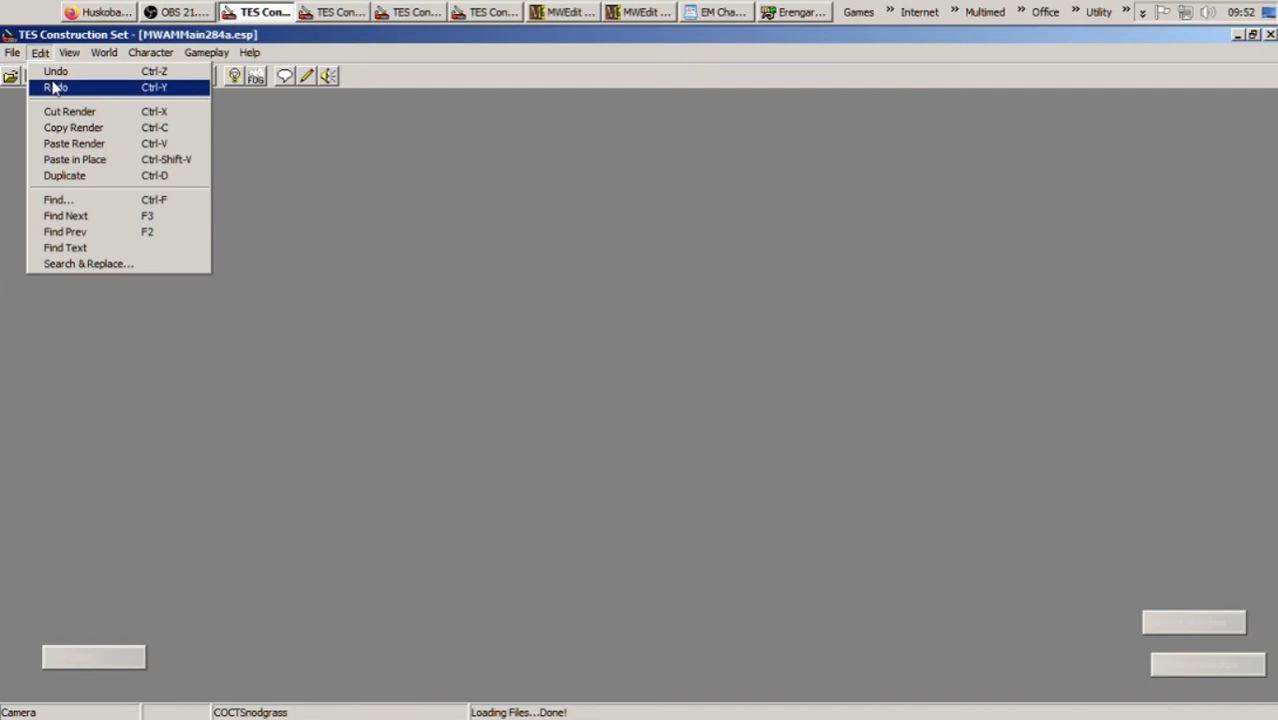 Huskoba... OBS 21.... TES Con... TES Con... TES Con... TES Con... MWEdit ... MWEdit ... EM Cha... Erengar... Games » Internet » Multimed » Office » Utility » 09:52
TES Construction Set - [MWAMMain284a.esp]
File Edit View World Character Gameplay Help
FOG
Undo Ctrl-Z
Redo Ctrl-Y
Cut Render Ctrl-X
Copy Render Ctrl-C
Paste Render Ctrl-V
Paste in Place Ctrl-Shift-V
Duplicate Ctrl-D
Find... Ctrl-F
Find Next F3
Find Prev F2
Find Text
Search & Replace...
Camera COCTSnodgrass Loading Files...Done!